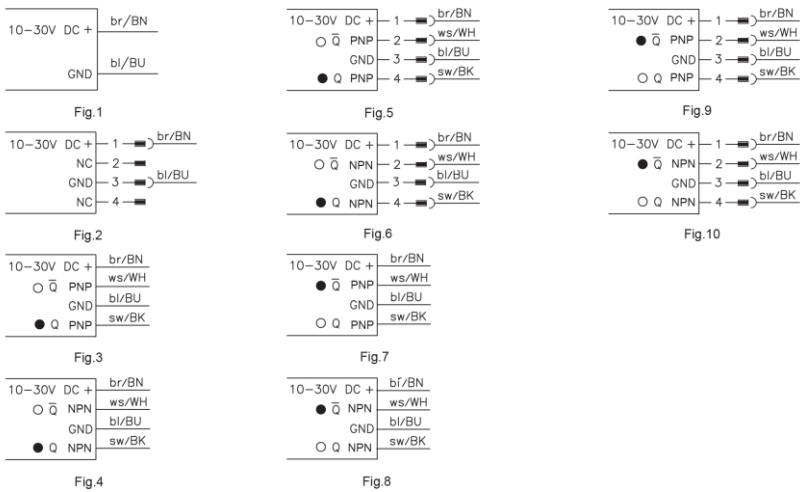 10-30V DC + br/BN
GND bl/BU
Fig.1
10-30V DC + 1 br/BN
NC 2
GND 3 bl/BU
NC 4
Fig.2
10-30V DC + br/BN
Q̅ PNP ws/WH
GND bl/BU
Q PNP sw/BK
Fig.3
10-30V DC + br/BN
Q̅ NPN ws/WH
GND bl/BU
Q NPN sw/BK
Fig.4
10-30V DC + 1 br/BN
Q̅ PNP 2 ws/WH
GND 3 bl/BU
Q PNP 4 sw/BK
Fig.5
10-30V DC + 1 br/BN
Q̅ NPN 2 ws/WH
GND 3 bl/BU
Q NPN 4 sw/BK
Fig.6
10-30V DC + br/BN
Q̅ PNP ws/WH
GND bl/BU
Q PNP sw/BK
Fig.7
10-30V DC + br/BN
Q̅ NPN ws/WH
GND bl/BU
Q NPN sw/BK
Fig.8
10-30V DC + 1 br/BN
Q̅ PNP 2 ws/WH
GND 3 bl/BU
Q PNP 4 sw/BK
Fig.9
10-30V DC + 1 br/BN
Q̅ NPN 2 ws/WH
GND 3 bl/BU
Q NPN 4 sw/BK
Fig.10